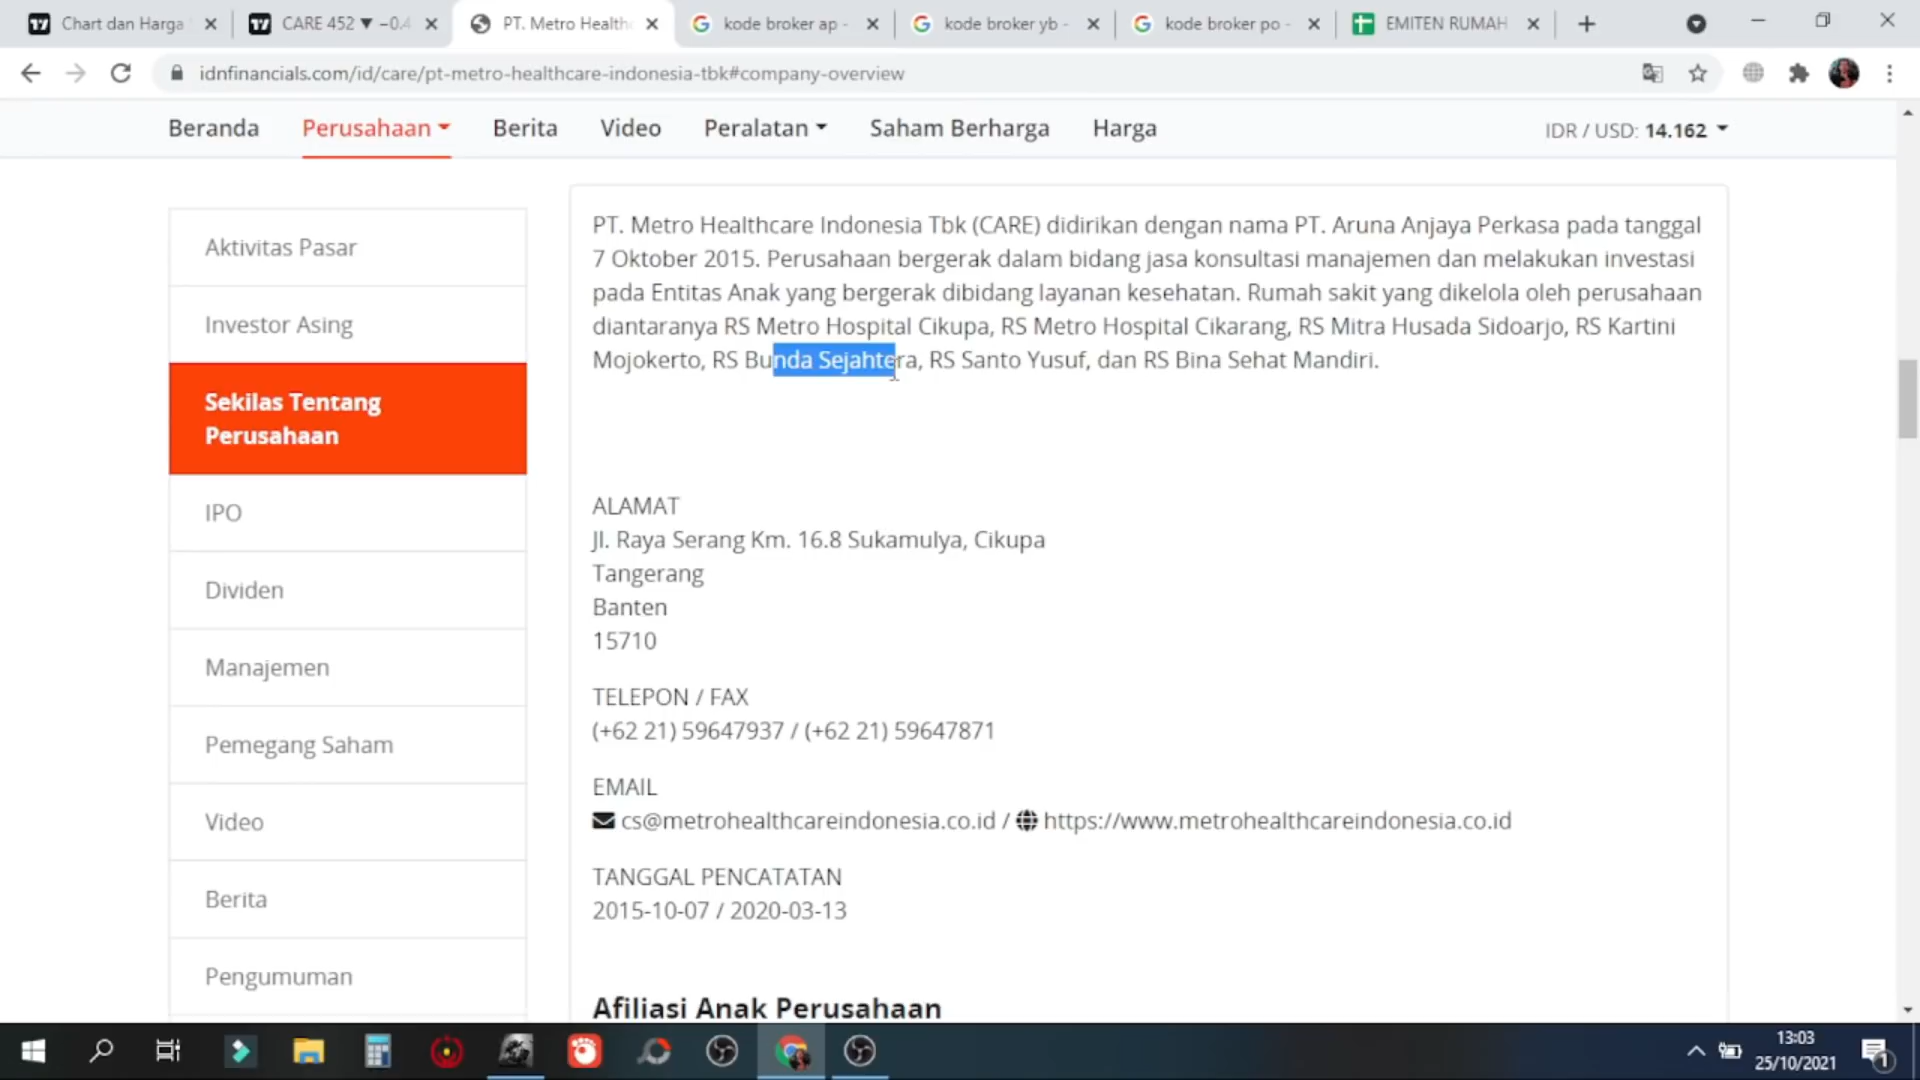 Chart dan Harga
CARE 452 ▼ −0.4
PT. Metro Health
kode broker ap -
kode broker yb -
kode broker po -
EMITEN RUMAH
idnfinancials.com/id/care/pt-metro-healthcare-indonesia-tbk#company-overview
Beranda
Perusahaan
Berita
Video
Peralatan
Saham Berharga
Harga
IDR / USD: 14.162
Aktivitas Pasar
Investor Asing
Sekilas Tentang
Perusahaan
IPO
Dividen
Manajemen
Pemegang Saham
Video
Berita
Pengumuman
PT. Metro Healthcare Indonesia Tbk (CARE) didirikan dengan nama PT. Aruna Anjaya Perkasa pada tanggal
7 Oktober 2015. Perusahaan bergerak dalam bidang jasa konsultasi manajemen dan melakukan investasi
pada Entitas Anak yang bergerak dibidang layanan kesehatan. Rumah sakit yang dikelola oleh perusahaan
diantaranya RS Metro Hospital Cikupa, RS Metro Hospital Cikarang, RS Mitra Husada Sidoarjo, RS Kartini
Mojokerto, RS Bunda Sejahtera, RS Santo Yusuf, dan RS Bina Sehat Mandiri.
ALAMAT
Jl. Raya Serang Km. 16.8 Sukamulya, Cikupa
Tangerang
Banten
15710
TELEPON / FAX
(+62 21) 59647937 / (+62 21) 59647871
EMAIL
cs@metrohealthcareindonesia.co.id / https://www.metrohealthcareindonesia.co.id
TANGGAL PENCATATAN
2015-10-07 / 2020-03-13
Afiliasi Anak Perusahaan
13:03
25/10/2021
1